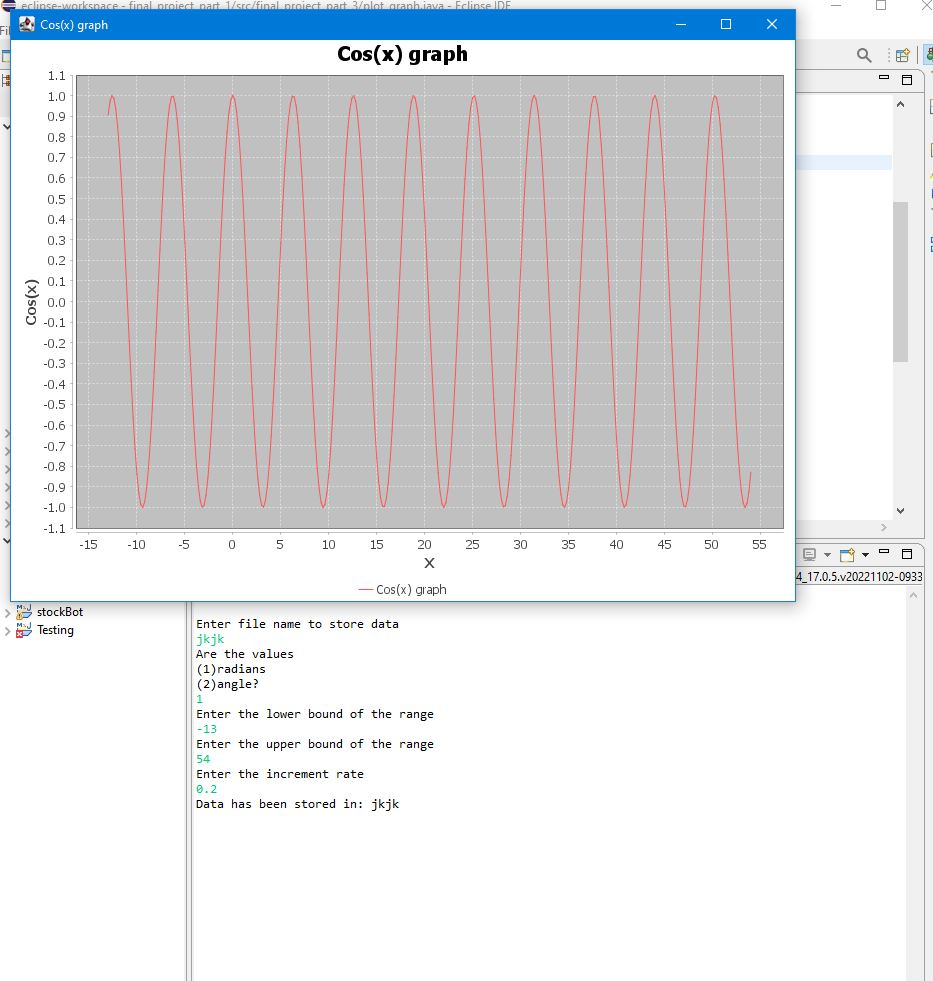 eclipse-workspace - final_project_part_1/src/final_project_part_3/plot_graph.java - Eclipse IDE
Cos(x) graph
Cos(x) graph
1.1
1.0
0.9
0.8
0.7
0.6
0.5
0.4
0.3
0.2
0.1
0.0
-0.1
-0.2
-0.3
-0.4
-0.5
-0.6
-0.7
-0.8
-0.9
-1.0
-1.1
Cos(x)
-15 -10 -5 0 5 10 15 20 25 30 35 40 45 50 55
X
Cos(x) graph
4_17.0.5.v20221102-0933
stockBot
Testing
Enter file name to store data
jkjk
Are the values
(1)radians
(2)angle?
1
Enter the lower bound of the range
-13
Enter the upper bound of the range
54
Enter the increment rate
0.2
Data has been stored in: jkjk